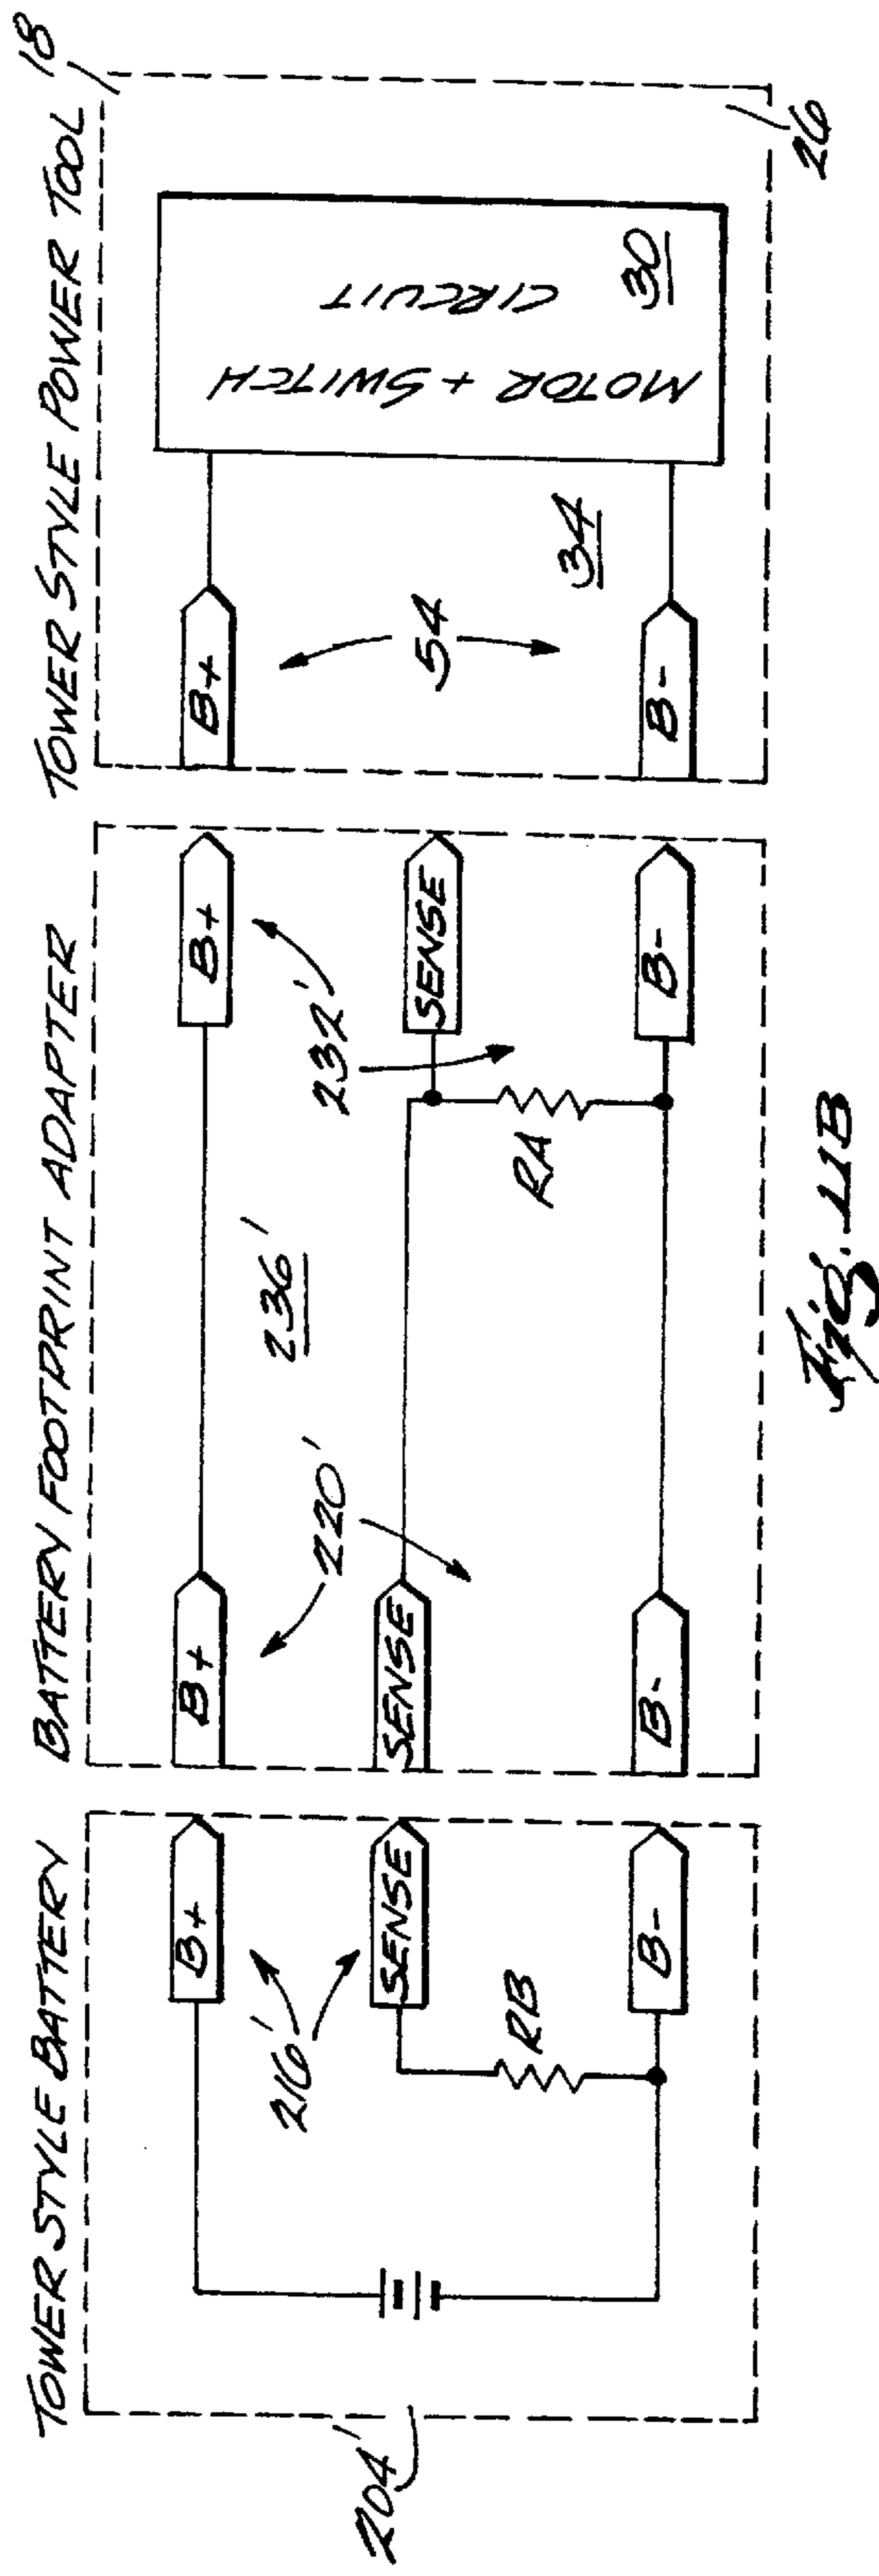 TOWER STYLE BATTERY
BATTERY FOOTPRINT ADAPTER
TOWER STYLE POWER TOOL
18
B+
B+
B+
B+
216'
220'
236'
232'
54
MOTOR + SWITCH
CIRCUIT
30
SENSE
SENSE
SENSE
RB
RA
34
B-
B-
B-
B-
204'
26
Fig. 11B